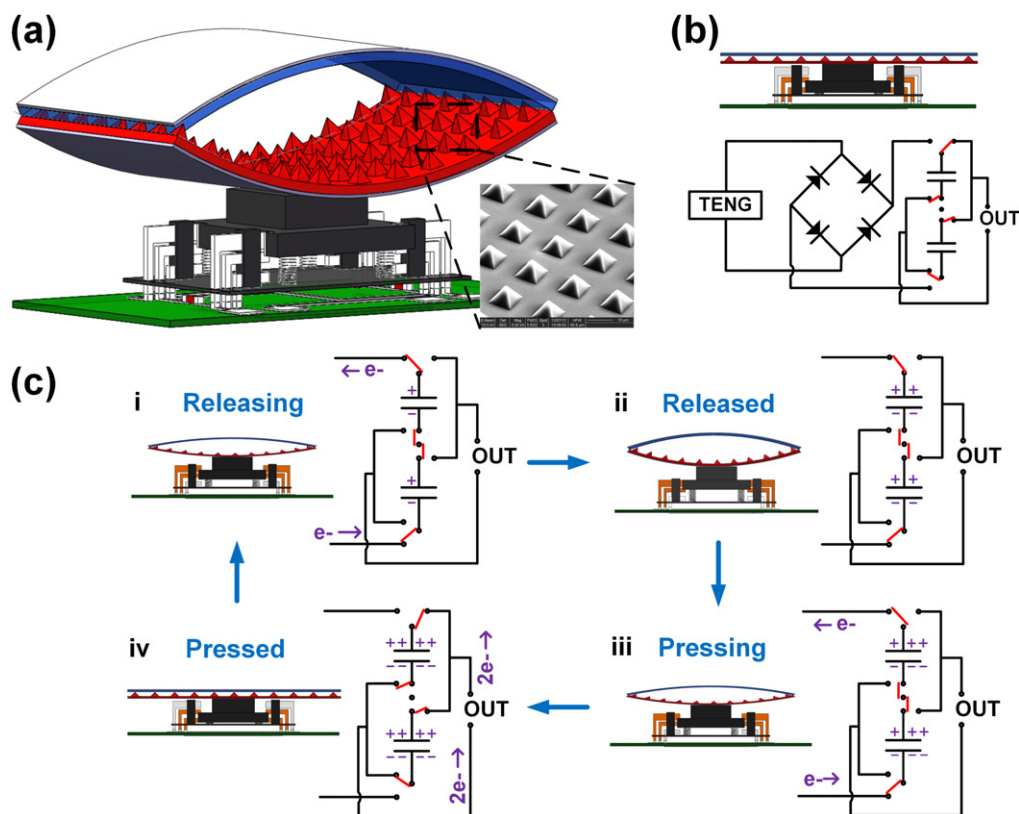 (a)
(b)
TENG
OUT
(c)
i Releasing
← e-
+
−
OUT
+
−
e- →
ii Released
+ +
− −
OUT
+ +
− −
iv Pressed
++ ++
-- --
2e- →
OUT
++ ++
-- --
2e- →
iii Pressing
← e-
+ ++
− --
OUT
+ ++
− --
e- →